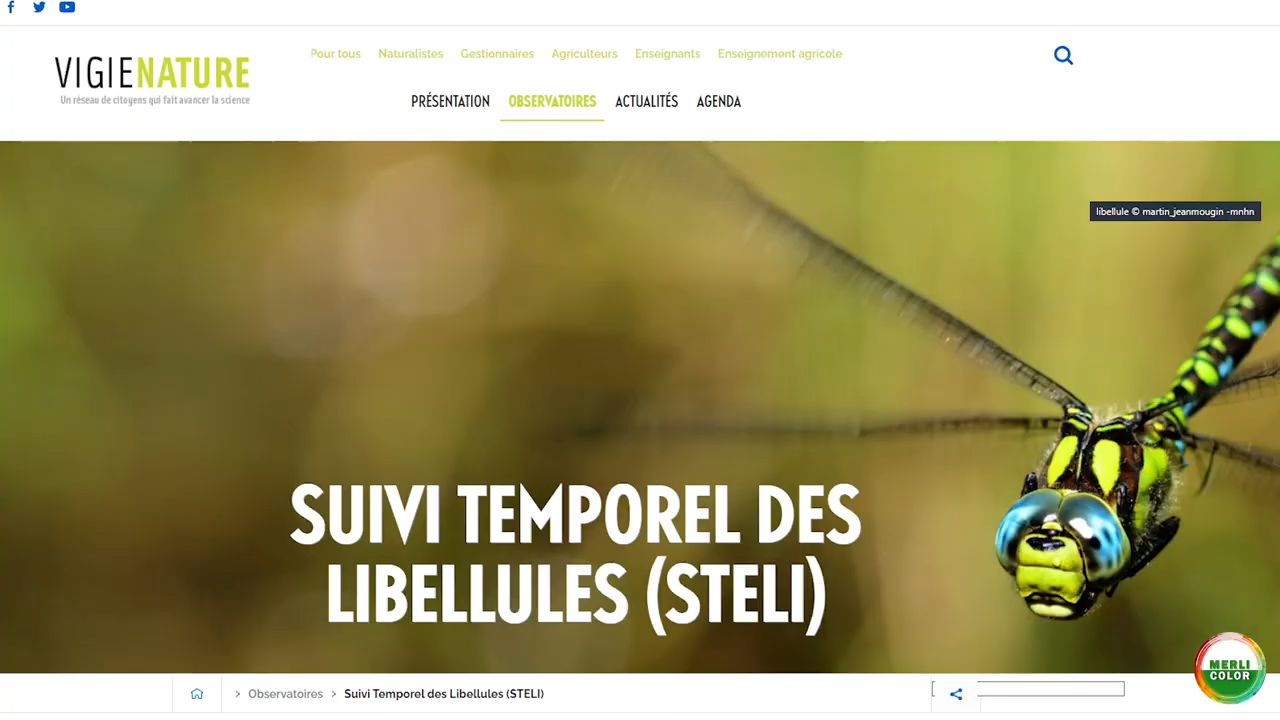 Pour tous Naturalistes Gestionnaires Agriculteurs Enseignants Enseignement agricole
VIGIENATURE
Un réseau de citoyens qui fait avancer la science
PRÉSENTATION OBSERVATOIRES ACTUALITÉS AGENDA
libellule © martin_jeanmougin -mnhn
SUIVI TEMPOREL DES
LIBELLULES (STELI)
> Observatoires > Suivi Temporel des Libellules (STELI)
MERLI
COLOR